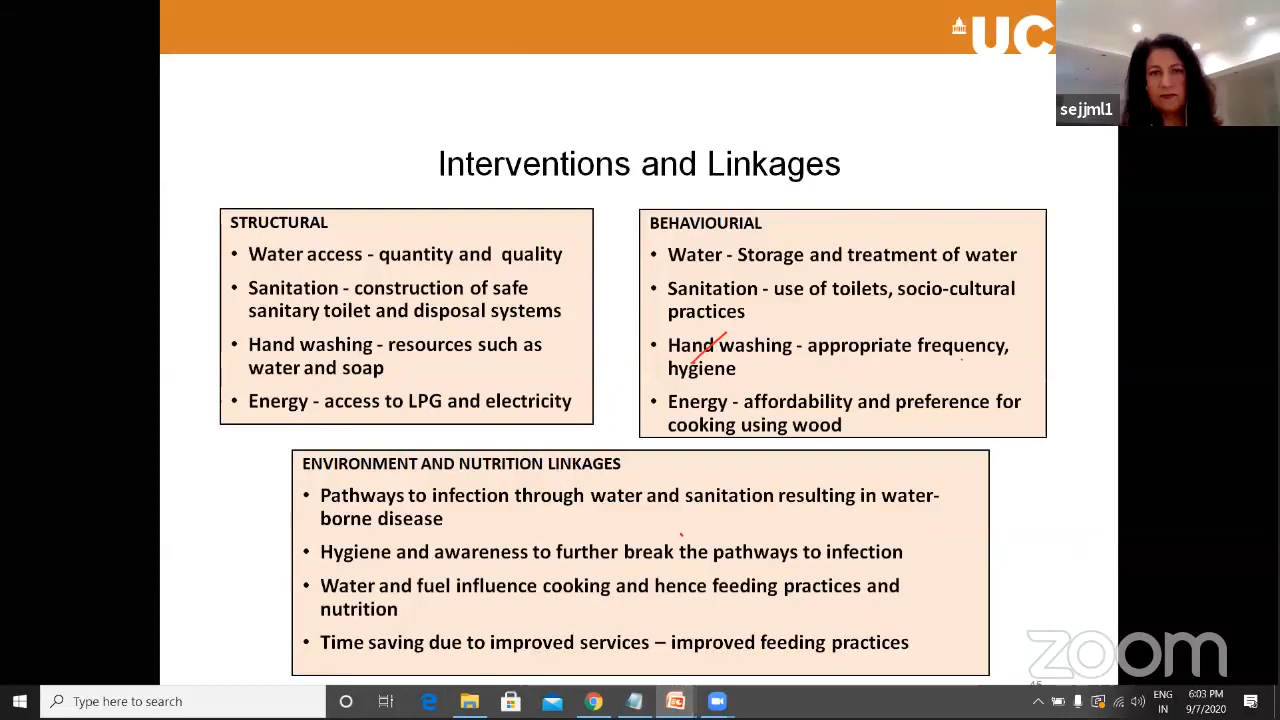 UC
sejjml1
Interventions and Linkages
STRUCTURAL
• Water access - quantity and quality
• Sanitation - construction of safe
sanitary toilet and disposal systems
• Hand washing - resources such as
water and soap
• Energy - access to LPG and electricity
BEHAVIOURIAL
• Water - Storage and treatment of water
• Sanitation - use of toilets, socio-cultural
practices
• Hand washing - appropriate frequency,
hygiene
• Energy - affordability and preference for
cooking using wood
ENVIRONMENT AND NUTRITION LINKAGES
• Pathways to infection through water and sanitation resulting in water-
borne disease
• Hygiene and awareness to further break the pathways to infection
• Water and fuel influence cooking and hence feeding practices and
nutrition
• Time saving due to improved services – improved feeding practices
zoom
Type here to search
ENG
IN
6:03 PM
9/7/2020